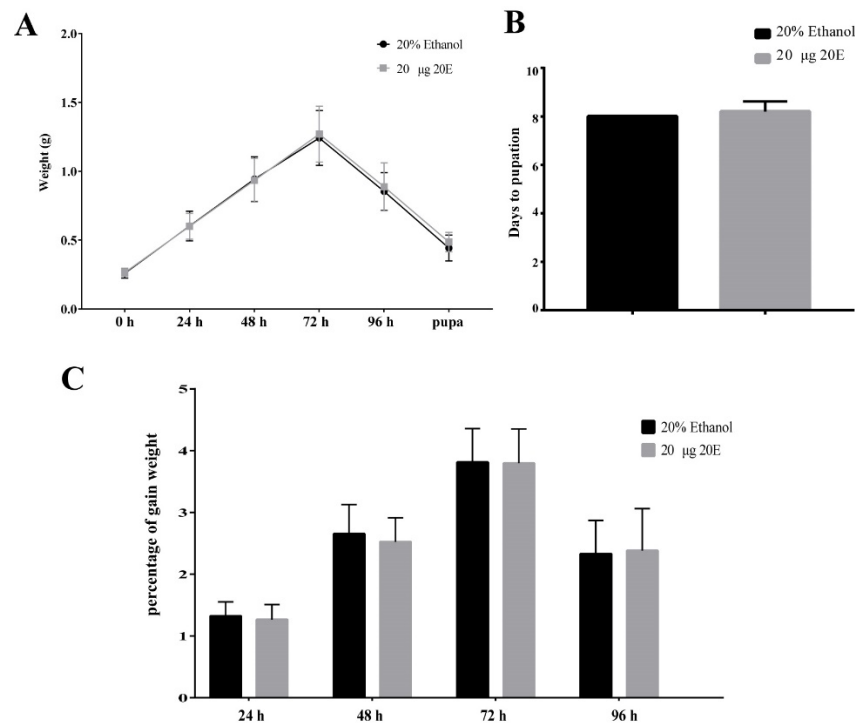 A
2.0
1.5
1.0
0.5
0.0
Weight (g)
20% Ethanol
20 µg 20E
0 h 24 h 48 h 72 h 96 h pupa
B
20% Ethanol
20 µg 20E
10
8
6
4
2
0
Days to pupation
C
5
4
3
2
1
0
percentage of gain weight
20% Ethanol
20 µg 20E
24 h 48 h 72 h 96 h